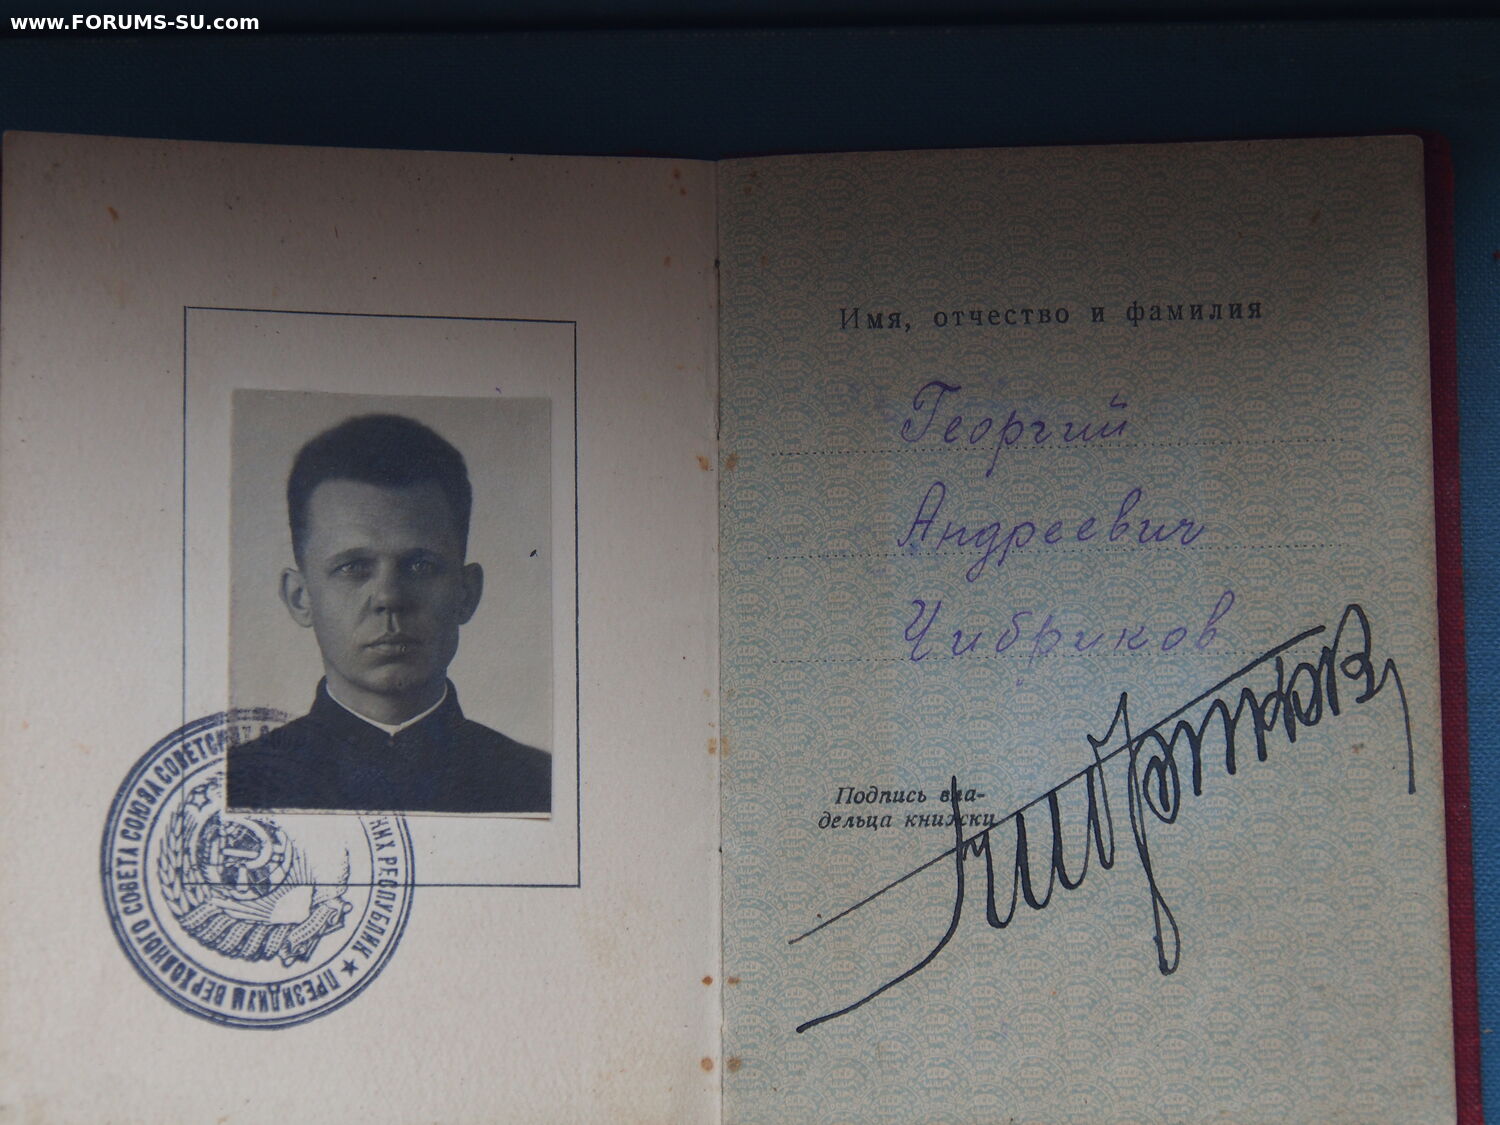 www.FORUMS-SU.com
Имя, отчество и фамилия
Георгий
Андреевич
Чибриков
Подпись вла-
дельца книжки
Чибриков
ПРЕЗИДИУМ ВЕРХОВНОГО СОВЕТА СОЮЗА СОВЕТСКИХ РЕСПУБЛИК